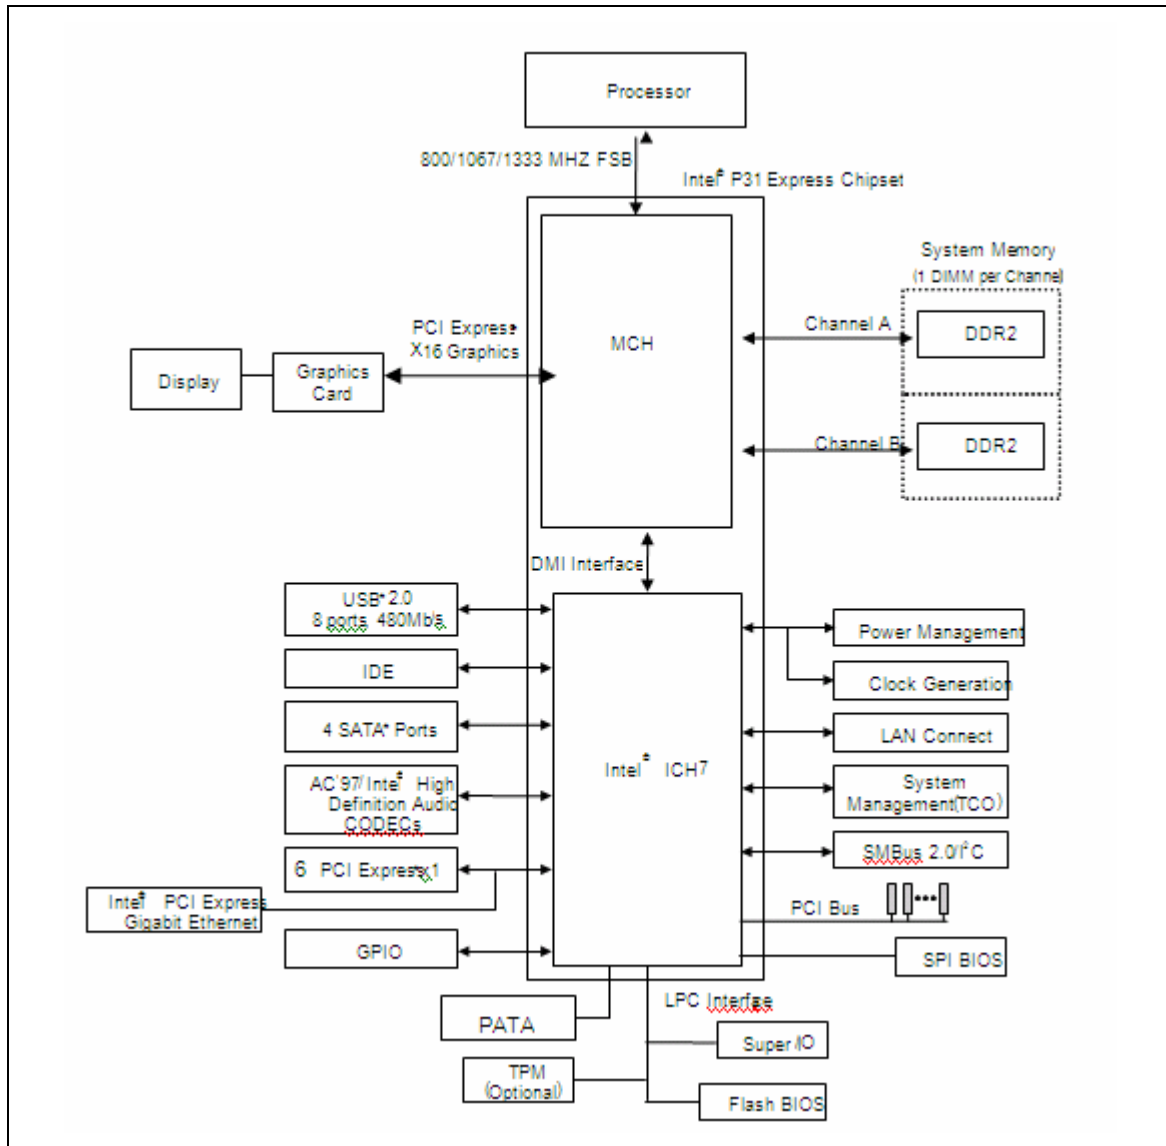 Processor
800/1067/1333 MHZ FSB
Intel® P31 Express Chipset
System Memory
(1 DIMM per Channel)
Channel A
DDR2
MCH
PCI Express
X16 Graphics
Display
Graphics
Card
Channel B
DDR2
DMI Interface
USB* 2.0
8 ports 480Mb/s
Power Management
IDE
Clock Generation
4 SATA* Ports
LAN Connect
Intel® ICH7
AC'97/Intel® High
Definition Audio
CODECs
System
Management(TCO)
SMBus 2.0/I²C
6 PCI Express*x1
Intel® PCI Express
Gigabit Ethernet
PCI Bus
GPIO
SPI BIOS
LPC Interfae
PATA
Super I/O
TPM
(Optional)
Flash BIOS